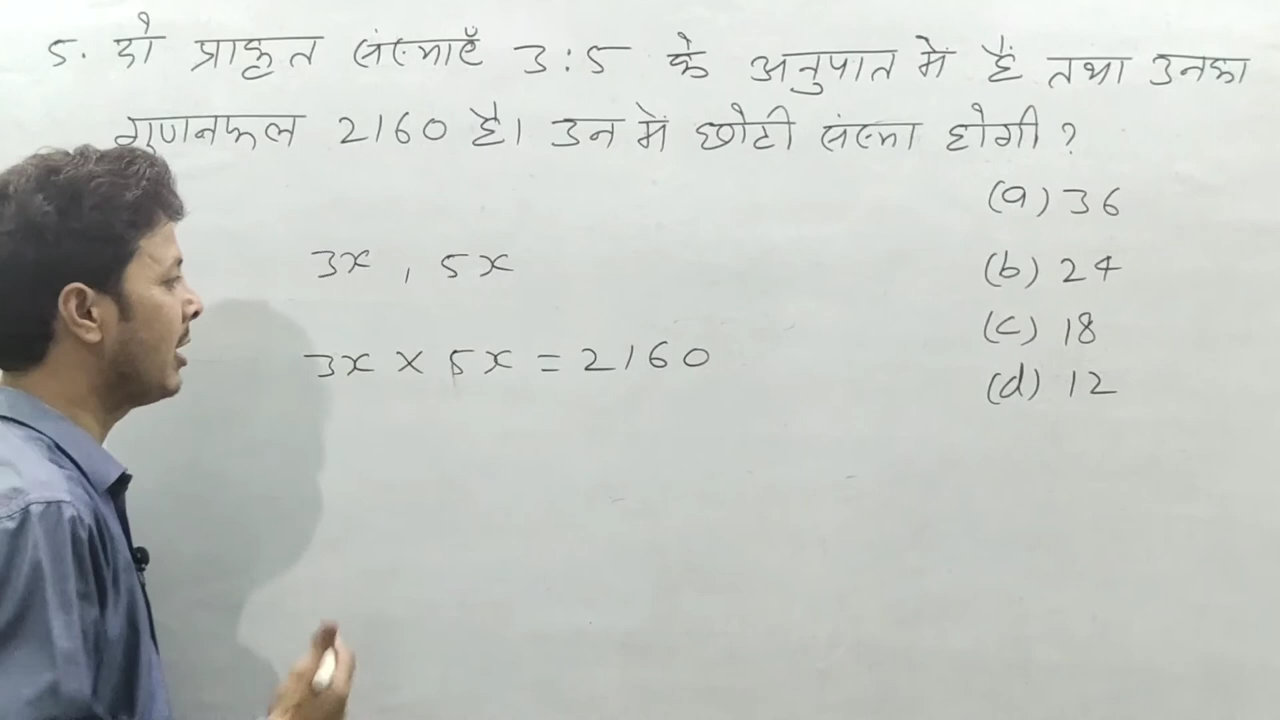 5. दो प्राकृत संख्याएँ 3:5 के अनुपात में हैं तथा उनका
गुणनफल 2160 है। उन में छोटी संख्या होगी ?
(a) 36
3x , 5x
(b) 24
(c) 18
3x × 5x = 2160
(d) 12